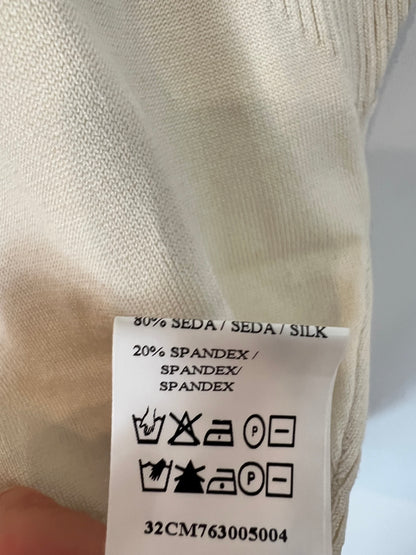 80% SEDA / SEDA / SILK
20% SPANDEX /
SPANDEX/
SPANDEX
P
P
32CM763005004